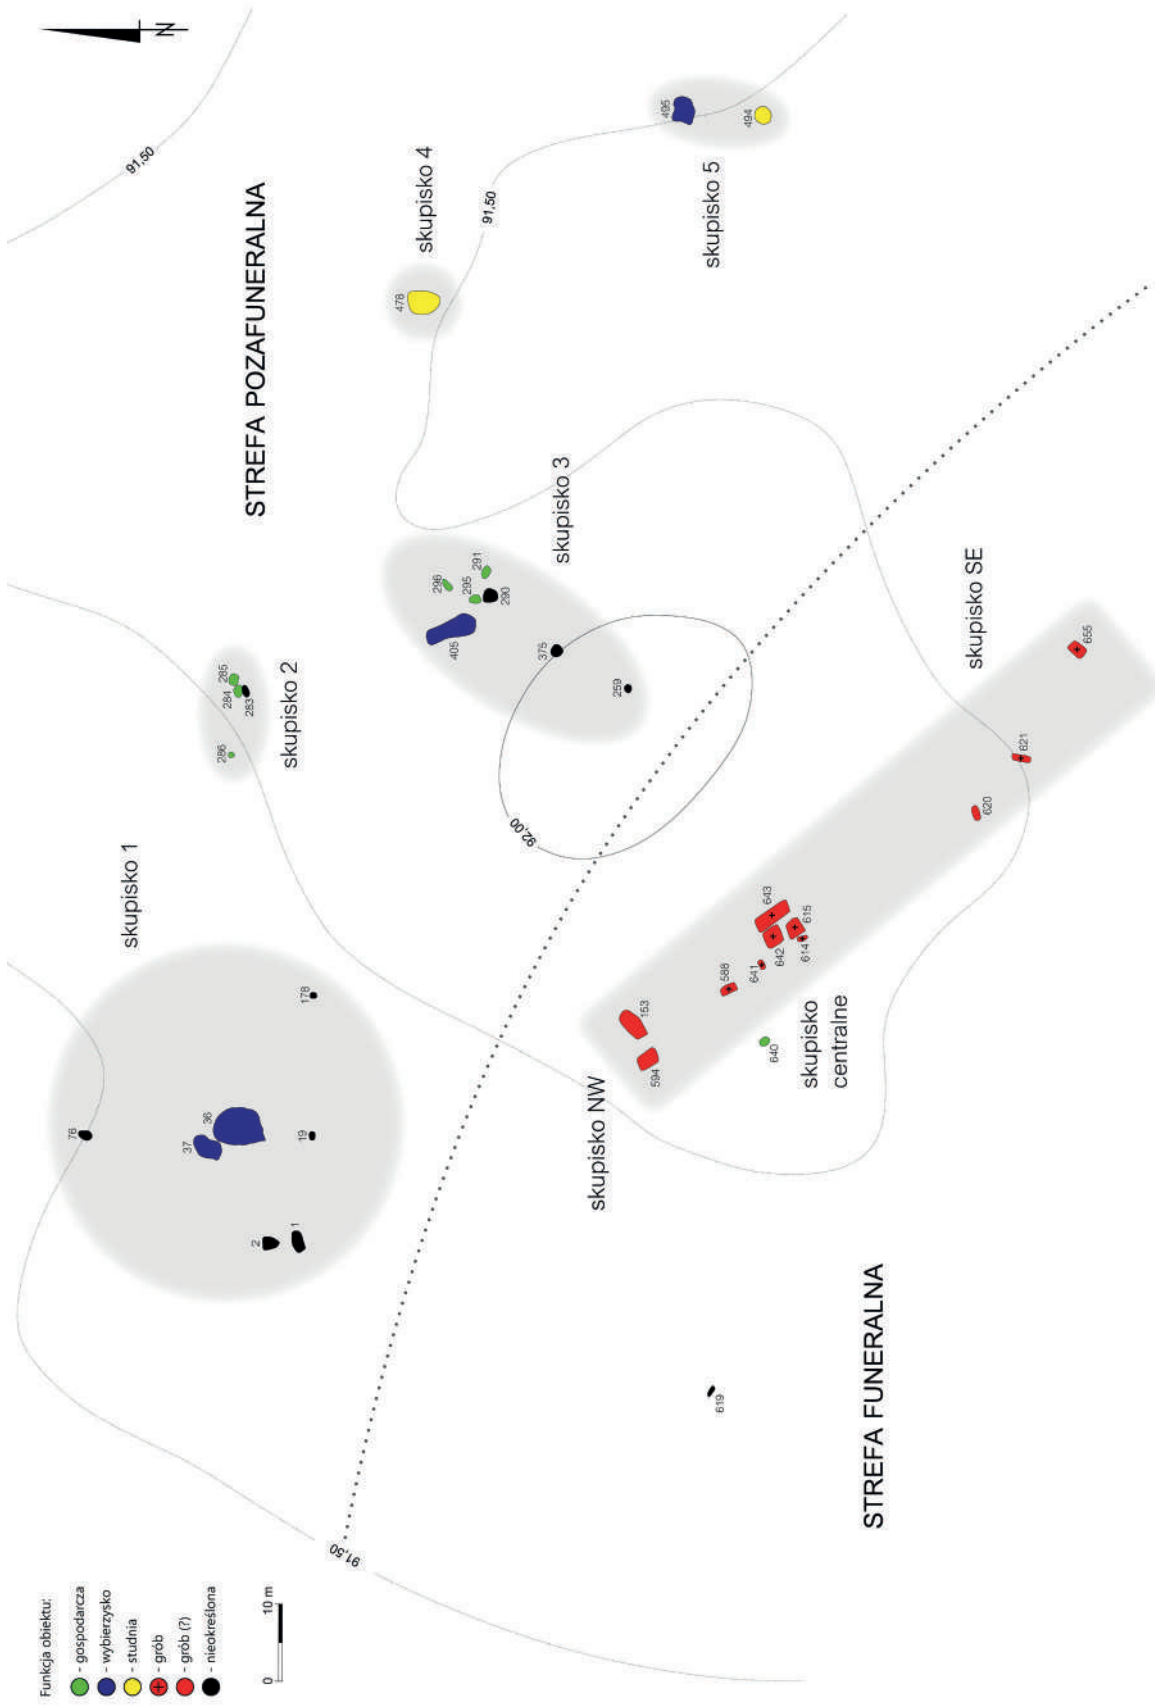 N
Funkcja obiektu:
- gospodarcza
- wybierzysko
- studnia
- grób
- grób (?)
- nieokreślona
0
10 m
STREFA POZAFUNERALNA
91,50
91,50
91,50
92,00
skupisko 1
76
37
36
2
1
19
178
skupisko 2
286
283
284
285
skupisko 3
405
296
295
291
290
375
259
skupisko 4
478
skupisko 5
495
494
skupisko NW
594
153
skupisko
centralne
640
588
641
642
643
614
615
skupisko SE
620
621
655
619
STREFA FUNERALNA